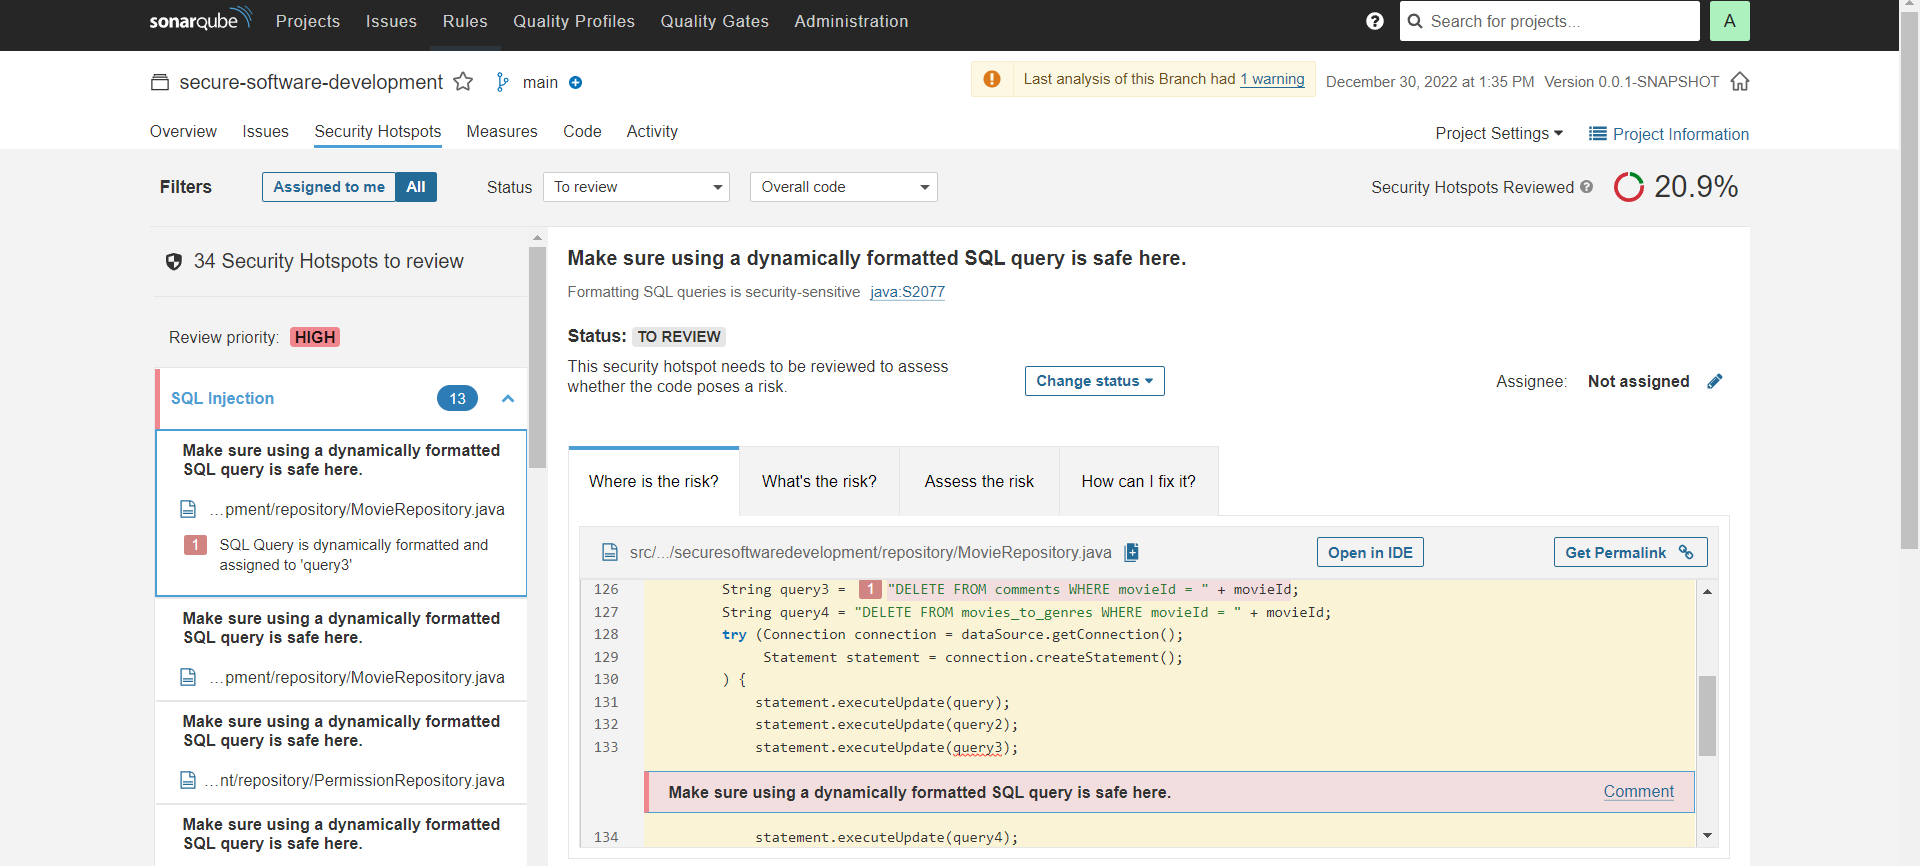 sonarqube Projects Issues Rules Quality Profiles Quality Gates Administration ? Search for projects... A
secure-software-development main Last analysis of this Branch had 1 warning December 30, 2022 at 1:35 PM Version 0.0.1-SNAPSHOT
Overview Issues Security Hotspots Measures Code Activity Project Settings Project Information
Filters Assigned to me All Status To review Overall code Security Hotspots Reviewed ? 20.9%
34 Security Hotspots to review
Review priority: HIGH
SQL Injection 13
Make sure using a dynamically formatted
SQL query is safe here.
...pment/repository/MovieRepository.java
1 SQL Query is dynamically formatted and
assigned to 'query3'
Make sure using a dynamically formatted
SQL query is safe here.
...pment/repository/MovieRepository.java
Make sure using a dynamically formatted
SQL query is safe here.
...nt/repository/PermissionRepository.java
Make sure using a dynamically formatted
SQL query is safe here.
Make sure using a dynamically formatted SQL query is safe here.
Formatting SQL queries is security-sensitive java:S2077
Status: TO REVIEW
This security hotspot needs to be reviewed to assess
whether the code poses a risk.
Change status
Assignee: Not assigned
Where is the risk? What's the risk? Assess the risk How can I fix it?
src/.../securesoftwaredevelopment/repository/MovieRepository.java Open in IDE Get Permalink
126 String query3 = 1 "DELETE FROM comments WHERE movieId = " + movieId;
127 String query4 = "DELETE FROM movies_to_genres WHERE movieId = " + movieId;
128 try (Connection connection = dataSource.getConnection();
129 Statement statement = connection.createStatement();
130 ) {
131 statement.executeUpdate(query);
132 statement.executeUpdate(query2);
133 statement.executeUpdate(query3);
Make sure using a dynamically formatted SQL query is safe here. Comment
134 statement.executeUpdate(query4);